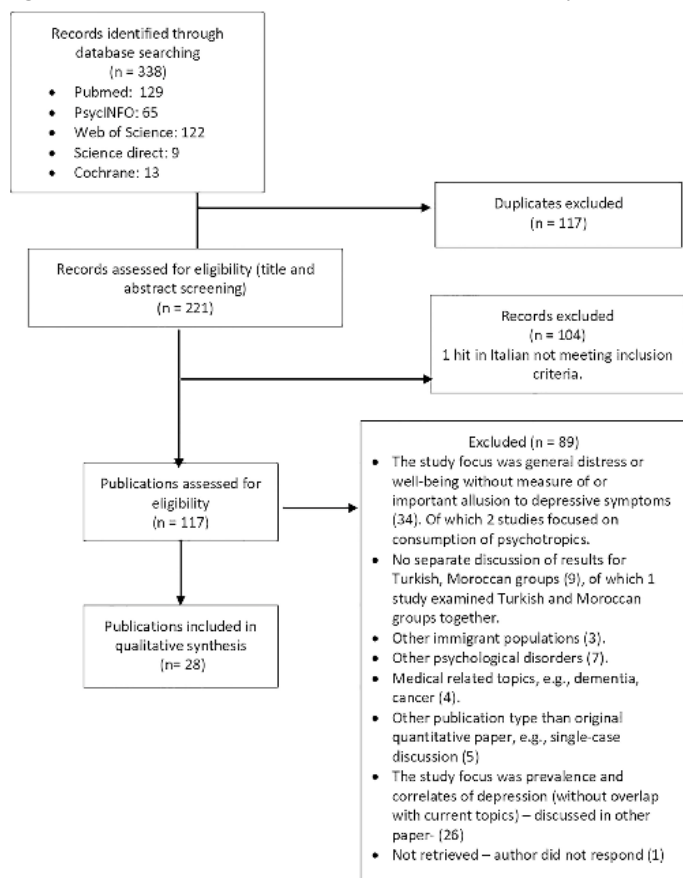 Records identified through
database searching
(n = 338)
• Pubmed: 129
• PsycINFO: 65
• Web of Science: 122
• Science direct: 9
• Cochrane: 13
Duplicates excluded
(n = 117)
Records assessed for eligibility (title and
abstract screening)
(n = 221)
Records excluded
(n = 104)
1 hit in Italian not meeting inclusion
criteria.
Publications assessed for
eligibility
(n = 117)
Excluded (n = 89)
• The study focus was general distress or
well-being without measure of or
important allusion to depressive symptoms
(34). Of which 2 studies focused on
consumption of psychotropics.
• No separate discussion of results for
Turkish, Moroccan groups (9), of which 1
study examined Turkish and Moroccan
groups together.
• Other immigrant populations (3).
• Other psychological disorders (7).
• Medical related topics, e.g., dementia,
cancer (4).
• Other publication type than original
quantitative paper, e.g., single-case
discussion (5)
• The study focus was prevalence and
correlates of depression (without overlap
with current topics) – discussed in other
paper- (26)
• Not retrieved – author did not respond (1)
Publications included in
qualitative synthesis
(n= 28)